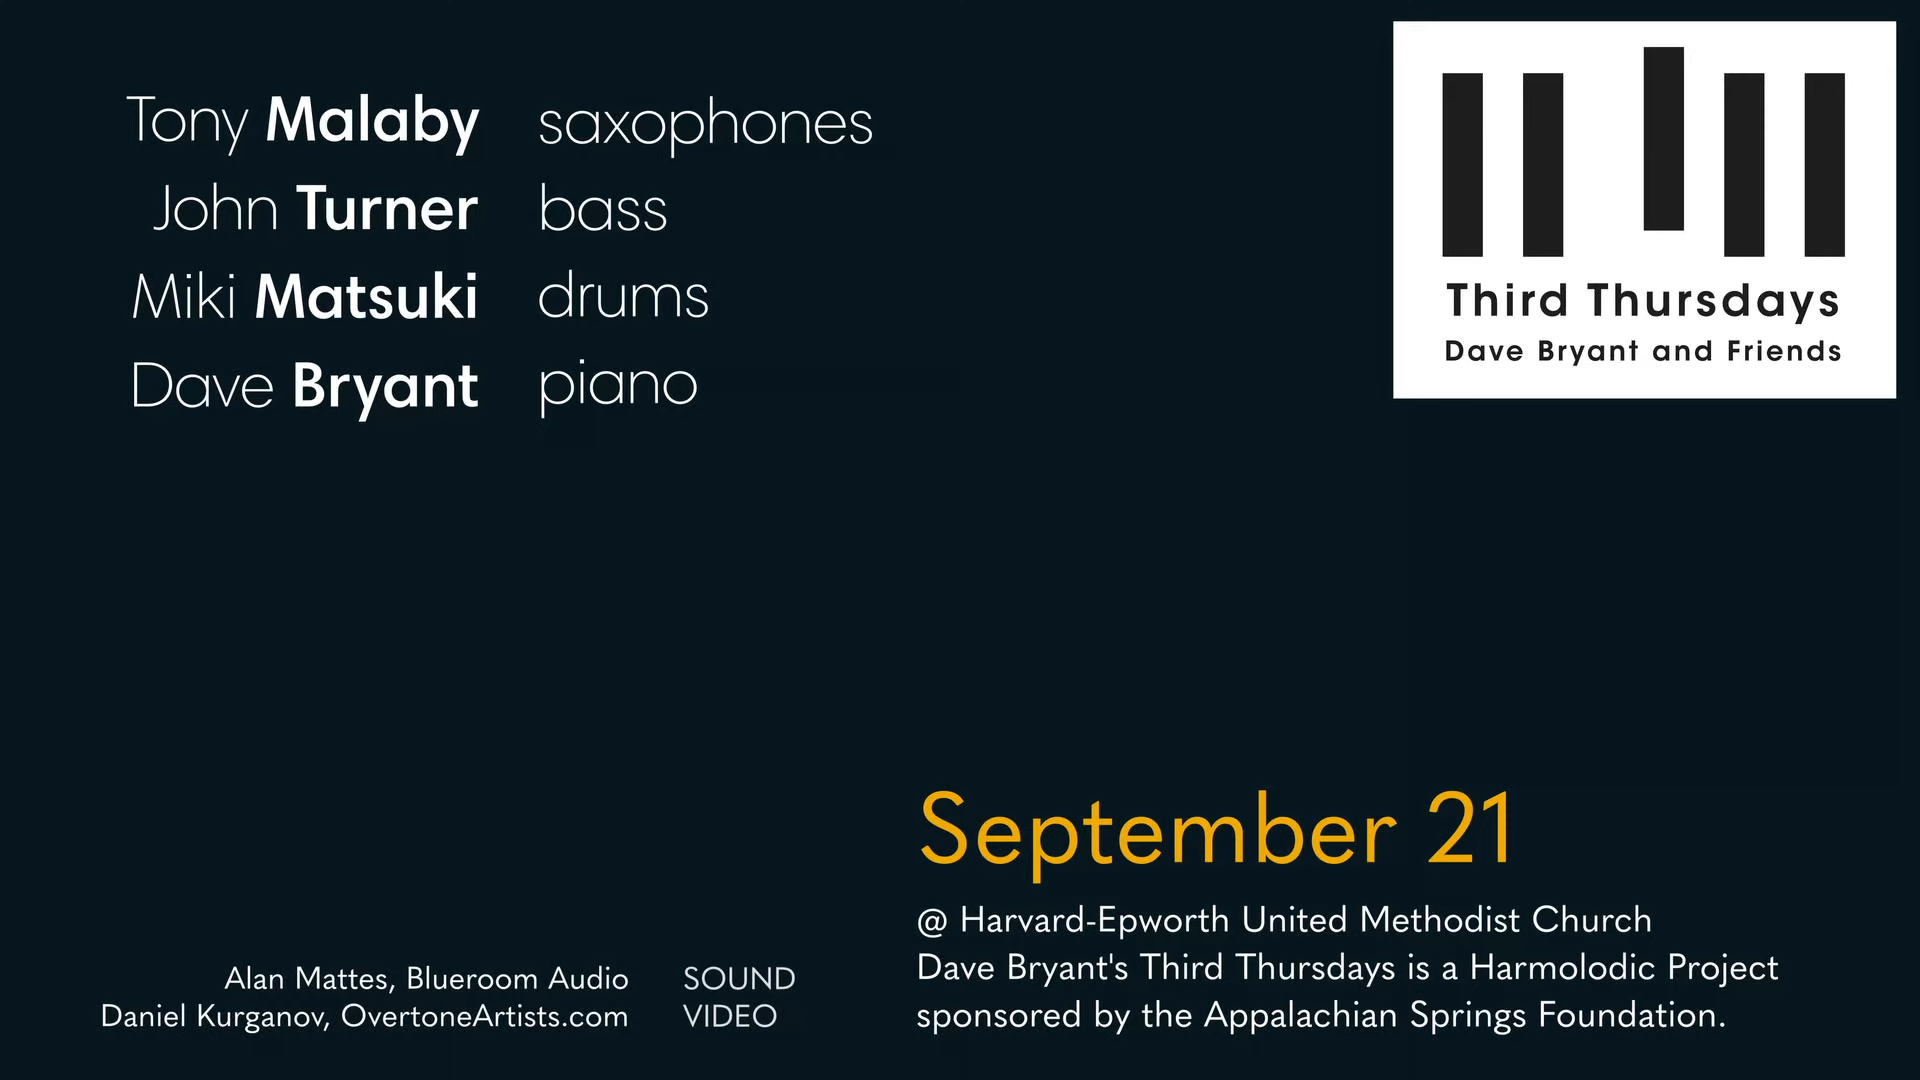 Tony Malaby saxophones
John Turner bass
Miki Matsuki drums
Dave Bryant piano
Third Thursdays
Dave Bryant and Friends
September 21
@ Harvard-Epworth United Methodist Church
Dave Bryant's Third Thursdays is a Harmolodic Project
sponsored by the Appalachian Springs Foundation.
Alan Mattes, Blueroom Audio SOUND
Daniel Kurganov, OvertoneArtists.com VIDEO